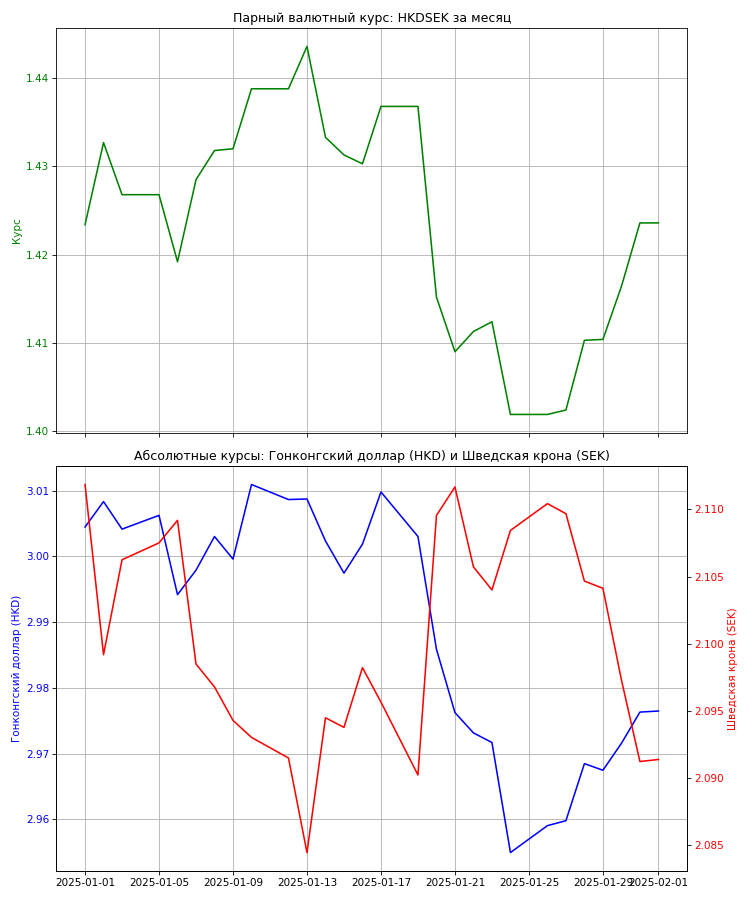 Парный валютный курс: HKDSEK за месяц
1.44
1.43
1.42
1.41
1.40
Курс
Абсолютные курсы: Гонконгский доллар (HKD) и Шведская крона (SEK)
3.01
3.00
2.99
2.98
2.97
2.96
Гонконгский доллар (HKD)
2.110
2.105
2.100
2.095
2.090
2.085
Шведская крона (SEK)
2025-01-01 2025-01-05 2025-01-09 2025-01-13 2025-01-17 2025-01-21 2025-01-25 2025-01-29 2025-02-01